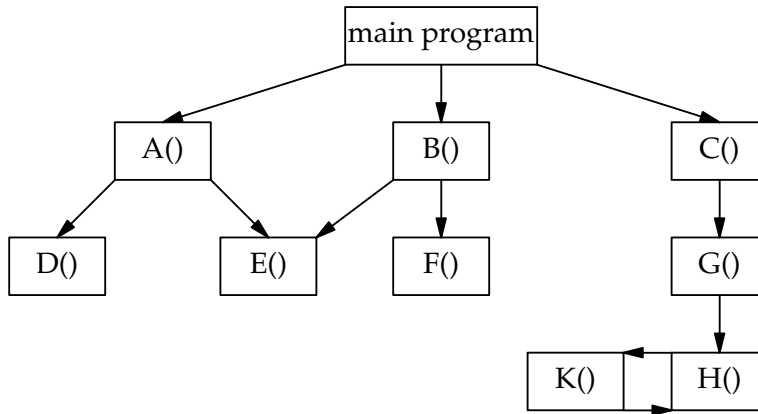 main program
A()
B()
C()
D()
E()
F()
G()
K()
H()